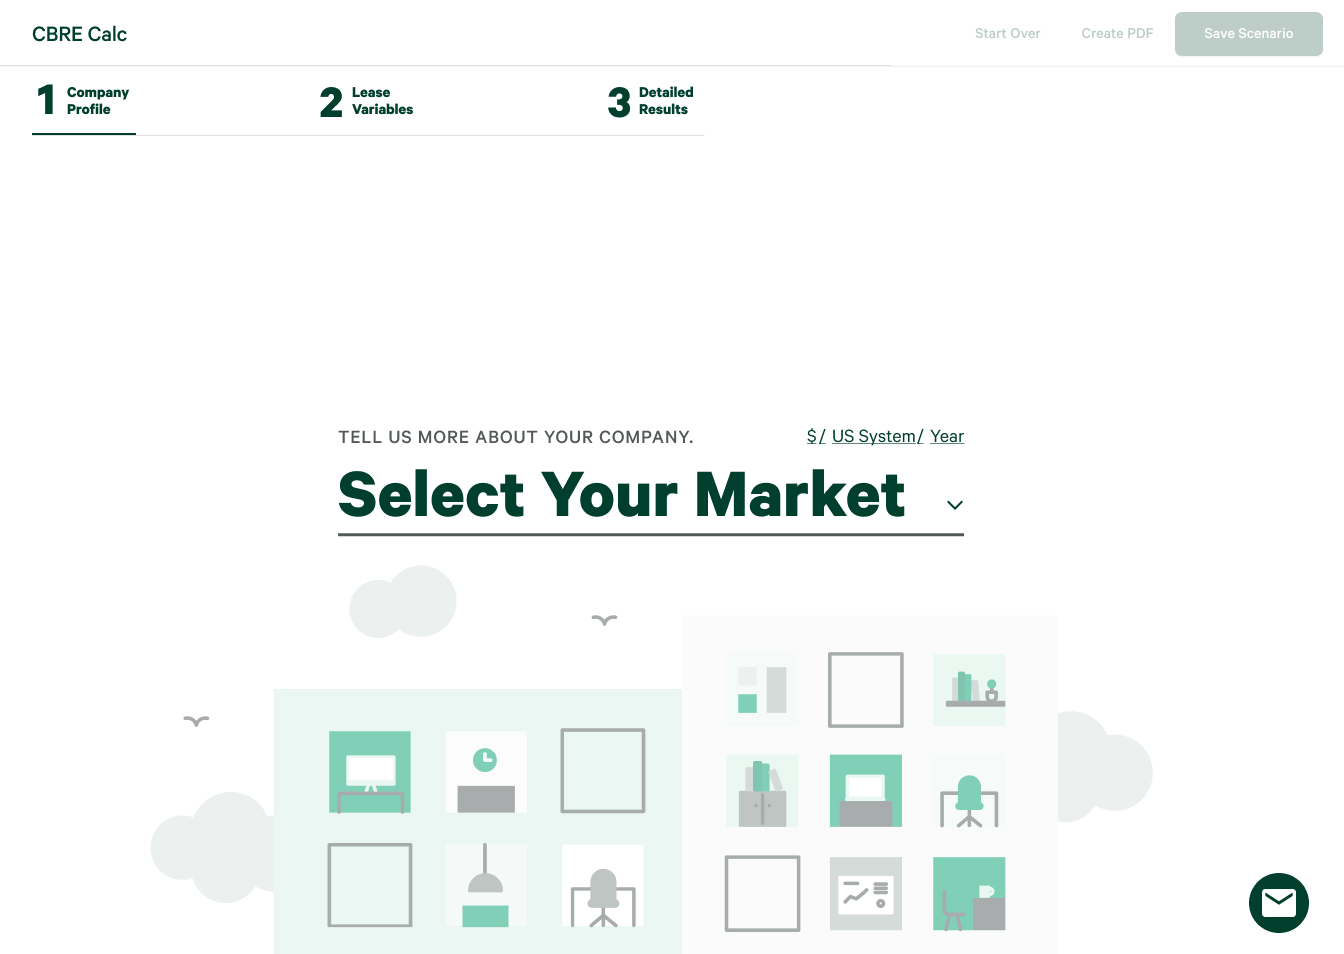 CBRE Calc
Start Over
Create PDF
Save Scenario
1 Company
Profile
2 Lease
Variables
3 Detailed
Results
TELL US MORE ABOUT YOUR COMPANY.
$/ US System/ Year
Select Your Market